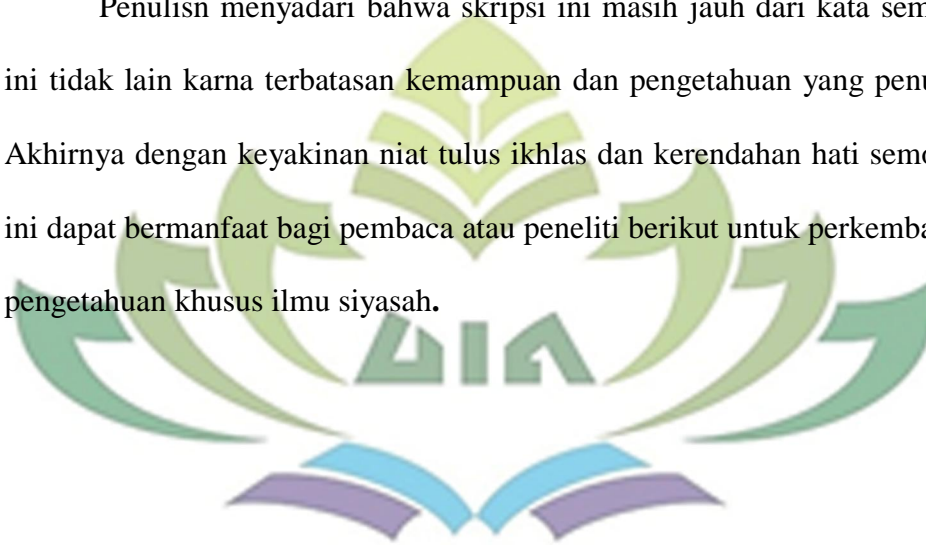 Penulisn menyadari bahwa skripsi ini masih jauh dari kata sem
ini tidak lain karna terbatasan kemampuan dan pengetahuan yang penu
Akhirnya dengan keyakinan niat tulus ikhlas dan kerendahan hati semo
ini dapat bermanfaat bagi pembaca atau peneliti berikut untuk perkemba
pengetahuan khusus ilmu siyasah.
UIN